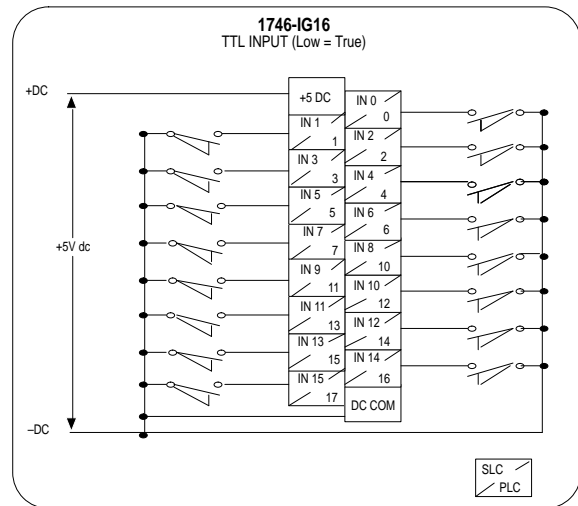 1746-IG16
TTL INPUT (Low = True)
+DC
+5 DC
IN 0
0
IN 1
1
IN 2
2
IN 3
3
IN 4
4
IN 5
5
IN 6
6
+5V dc
IN 7
7
IN 8
10
IN 9
11
IN 10
12
IN 11
13
IN 12
14
IN 13
15
IN 14
16
IN 15
17
DC COM
–DC
SLC
PLC